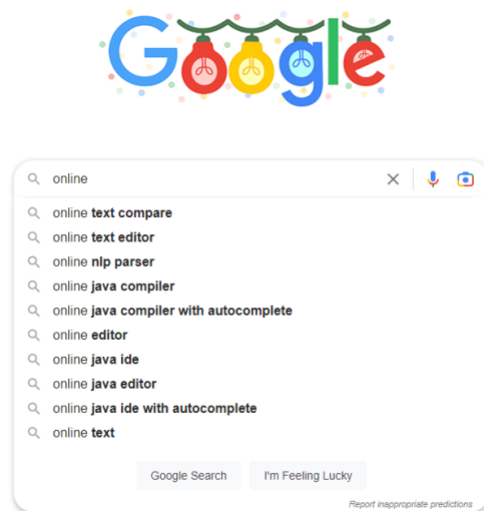 Google
online
online text compare
online text editor
online nlp parser
online java compiler
online java compiler with autocomplete
online editor
online java ide
online java editor
online java ide with autocomplete
online text
Google Search I'm Feeling Lucky
Report inappropriate predictions